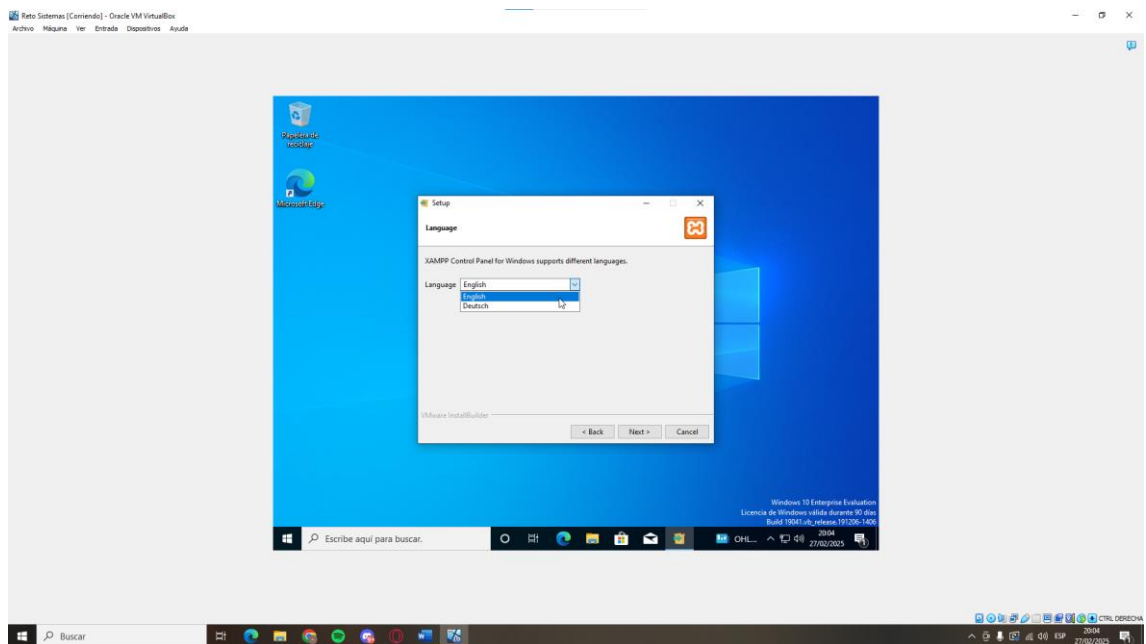 Reto Sistemas [Corriendo] - Oracle VM VirtualBox
Archivo Máquina Ver Entrada Dispositivos Ayuda
Papelera de
reciclaje
Microsoft Edge
Setup
Language
XAMPP Control Panel for Windows supports different languages.
Language English
English
Deutsch
VMware InstallBuilder
< Back Next > Cancel
Windows 10 Enterprise Evaluation
Licencia de Windows válida durante 90 días
Build 19041.vb_release.191206-1406
Escribe aquí para buscar.
OHL...
20:04
27/02/2025
CTRL DERECHA
Buscar
ESP
20:04
27/02/2025